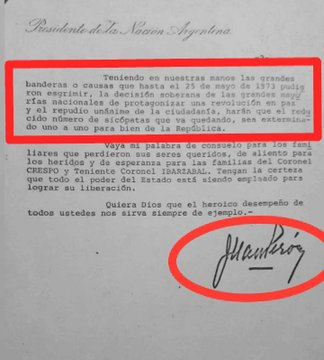 Presidente de la Nación Argentina
Teniendo en nuestras manos las grandes
banderas o causas que hasta el 25 de mayo de 1973 pudie
ron esgrimir, la decisión soberana de las grandes mayo
rías nacionales de protagonizar una revolución en paz
y el repudio unánime de la ciudadanía, harán que el redu
cido número de sicópatas que va quedando, sea extermina-
do uno a uno para bien de la República.
Vaya mi palabra de consuelo para los fami
liares que perdieron sus seres queridos, de aliento para
los heridos y de esperanza para las familias del Coronel
CRESPO y Teniente Coronel IBARZABAL. Tengan la certeza
que todo el poder del Estado está siendo empleado para
lograr su liberación.
Quiera Dios que el heroico desempeño de
todos ustedes nos sirva siempre de ejemplo.-
Juan Perón